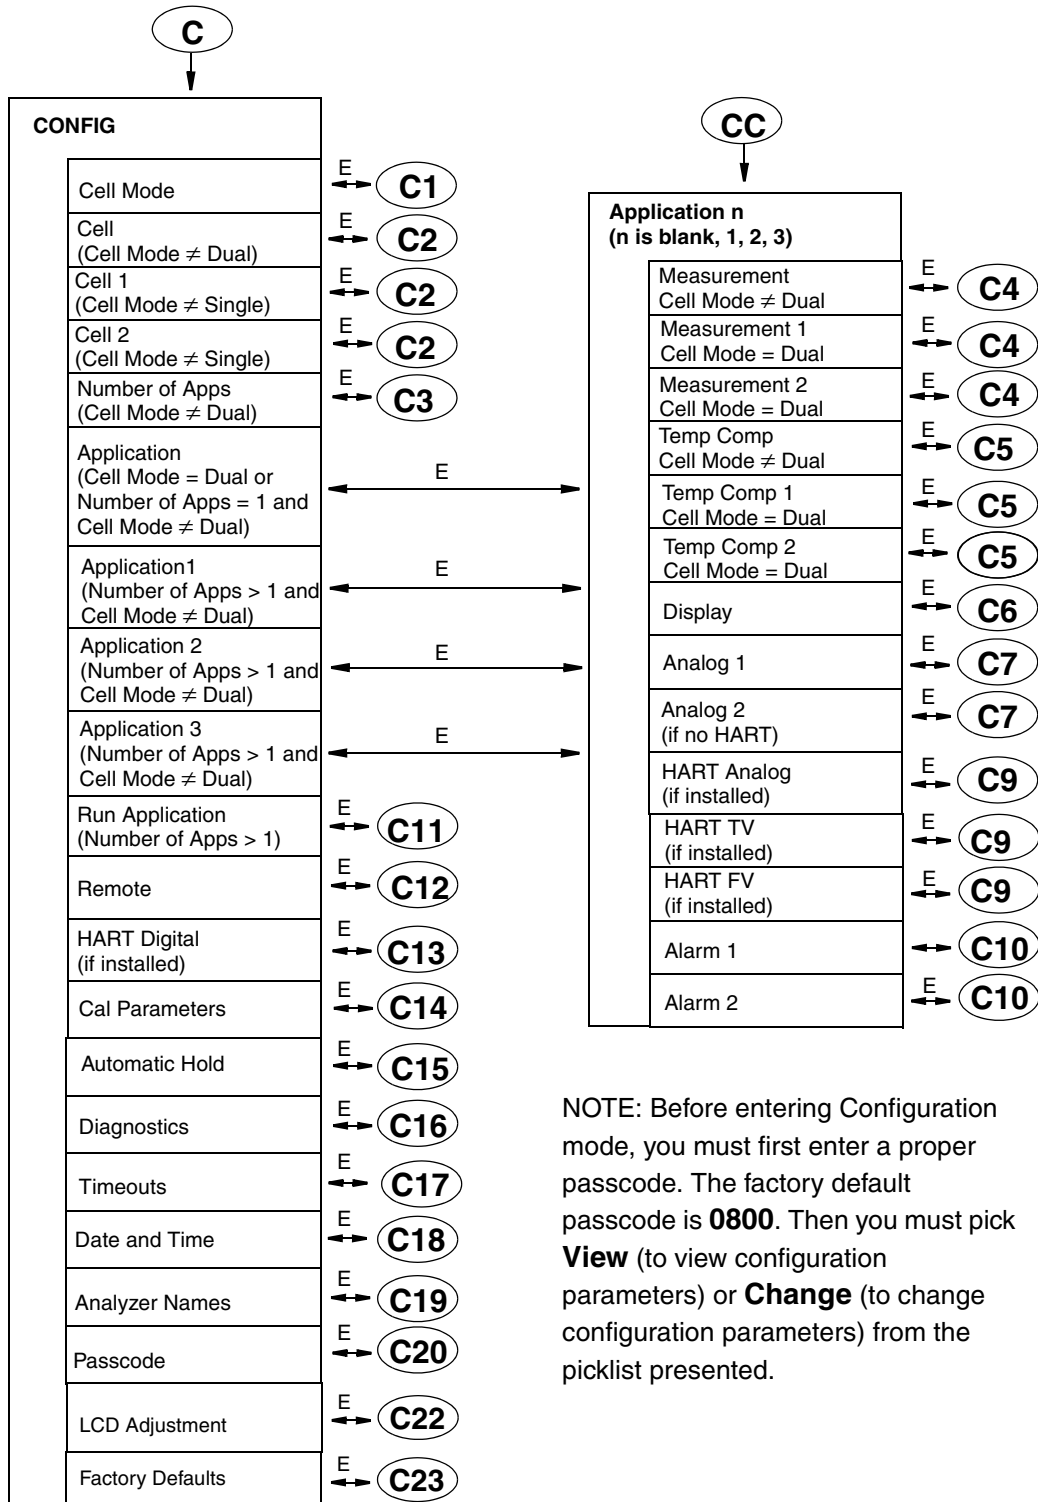 C
CONFIG
Cell Mode
E
C1
Cell
(Cell Mode ≠ Dual)
E
C2
Cell 1
(Cell Mode ≠ Single)
E
C2
Cell 2
(Cell Mode ≠ Single)
E
C2
Number of Apps
(Cell Mode ≠ Dual)
E
C3
Application
(Cell Mode = Dual or
Number of Apps = 1 and
Cell Mode ≠ Dual)
E
Application1
(Number of Apps > 1 and
Cell Mode ≠ Dual)
E
Application 2
(Number of Apps > 1 and
Cell Mode ≠ Dual)
E
Application 3
(Number of Apps > 1 and
Cell Mode ≠ Dual)
E
Run Application
(Number of Apps > 1)
E
C11
Remote
E
C12
HART Digital
(if installed)
E
C13
Cal Parameters
E
C14
Automatic Hold
E
C15
Diagnostics
E
C16
Timeouts
E
C17
Date and Time
E
C18
Analyzer Names
E
C19
Passcode
E
C20
LCD Adjustment
E
C22
Factory Defaults
E
C23
CC
Application n
(n is blank, 1, 2, 3)
Measurement
Cell Mode ≠ Dual
E
C4
Measurement 1
Cell Mode = Dual
E
C4
Measurement 2
Cell Mode = Dual
E
C4
Temp Comp
Cell Mode ≠ Dual
E
C5
Temp Comp 1
Cell Mode = Dual
E
C5
Temp Comp 2
Cell Mode = Dual
E
C5
Display
E
C6
Analog 1
E
C7
Analog 2
(if no HART)
E
C7
HART Analog
(if installed)
E
C9
HART TV
(if installed)
E
C9
HART FV
(if installed)
E
C9
Alarm 1
C10
Alarm 2
E
C10
NOTE: Before entering Configuration
mode, you must first enter a proper
passcode. The factory default
passcode is 0800. Then you must pick
View (to view configuration
parameters) or Change (to change
configuration parameters) from the
picklist presented.